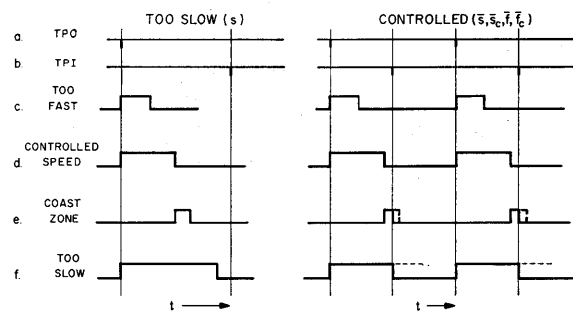 TOO SLOW (s)
CONTROLLED (s̄,s̄c,f̄,f̄c)
a. TPO
b. TPI
c. TOO FAST
d. CONTROLLED SPEED
e. COAST ZONE
f. TOO SLOW
t
t